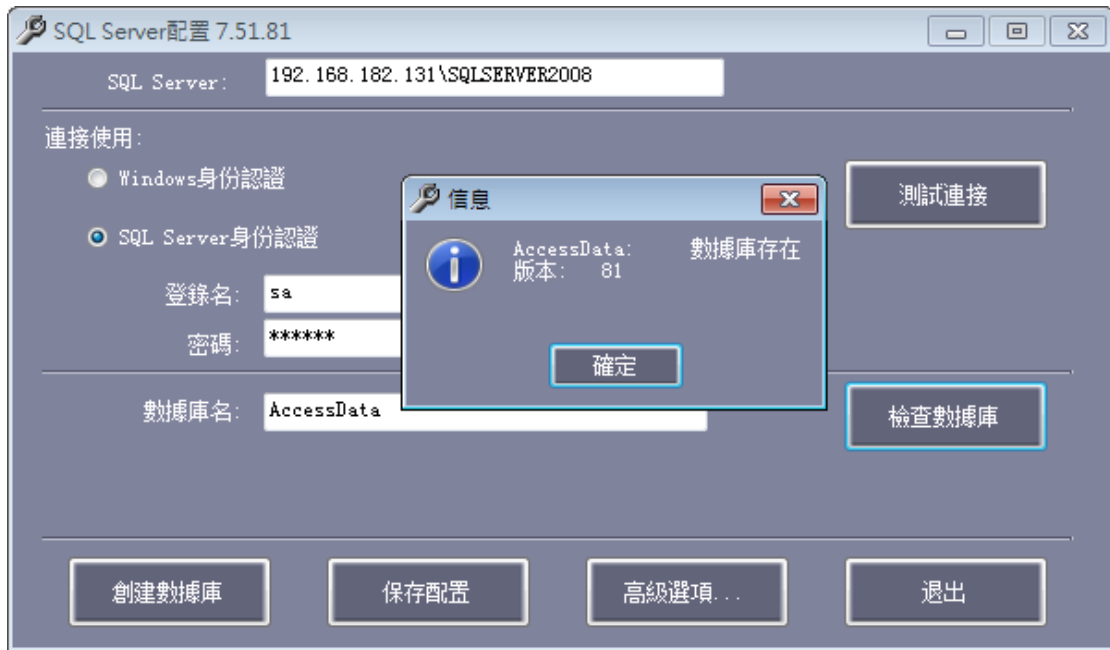 SQL Server配置 7.51.81
SQL Server: 192.168.182.131\SQLSERVER2008
連接使用:
Windows身份認證
測試連接
SQL Server身份認證
登錄名: sa
密碼: ******
數據庫名: AccessData
檢查數據庫
信息
AccessData: 數據庫存在
版本: 81
確定
創建數據庫
保存配置
高級選項...
退出